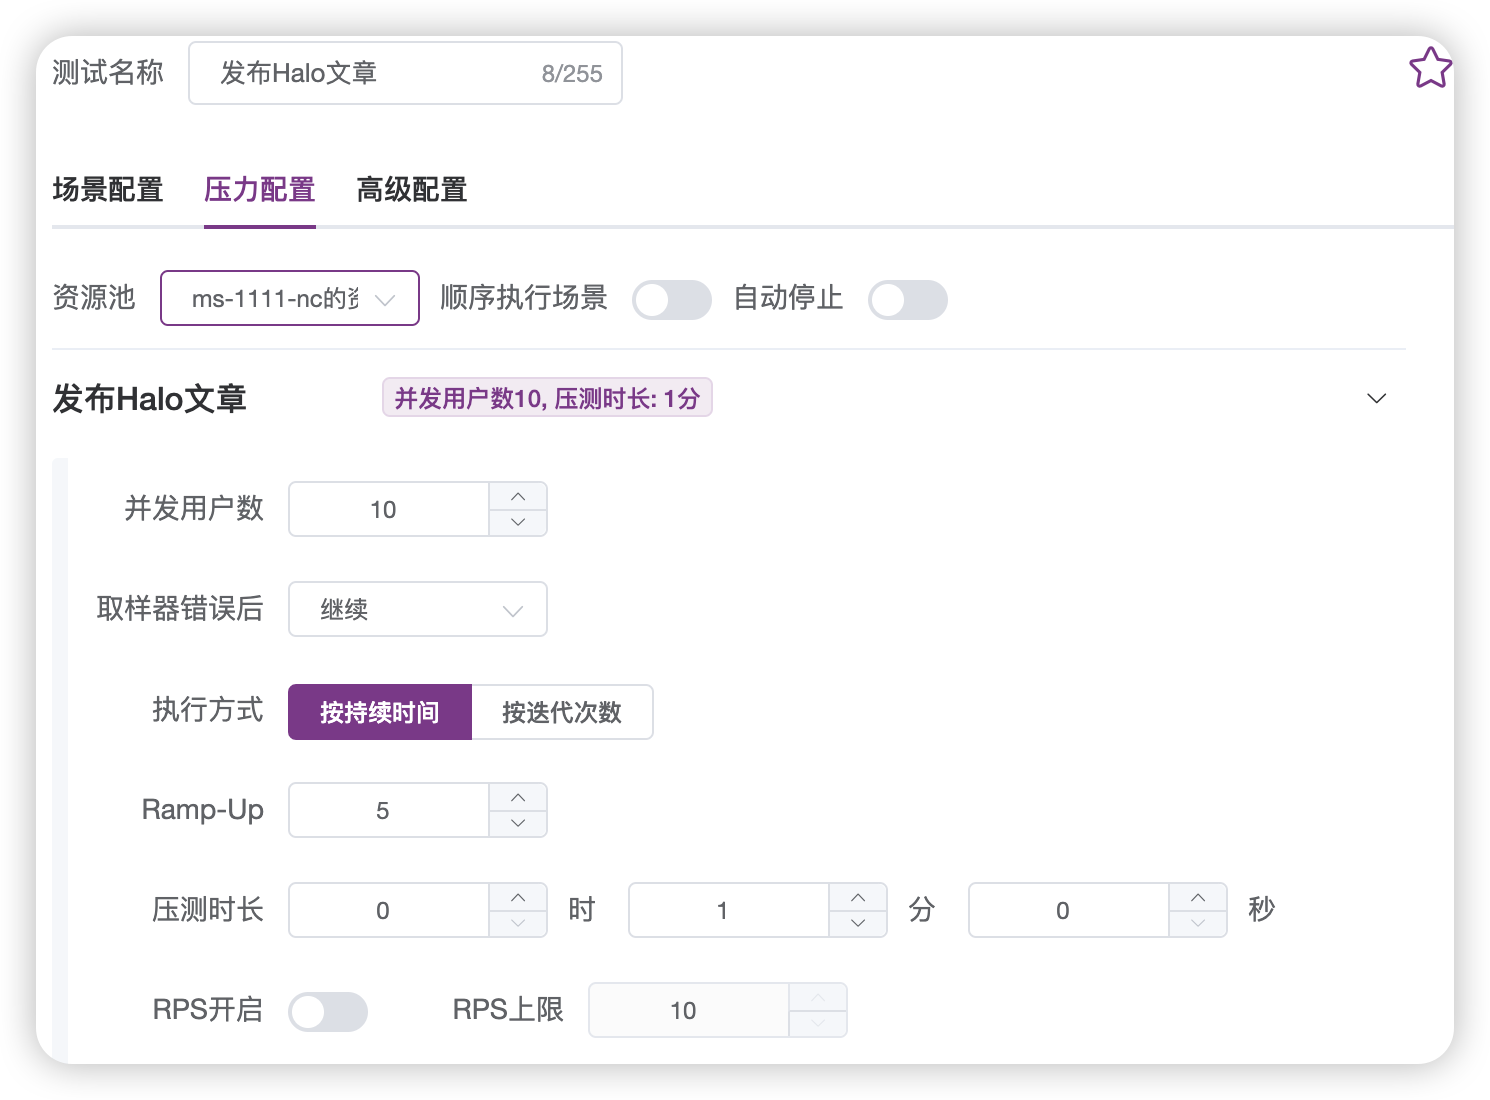 测试名称 发布Halo文章 8/255
场景配置 压力配置 高级配置
资源池 ms-1111-nc的 顺序执行场景 自动停止
发布Halo文章 并发用户数10, 压测时长: 1分
并发用户数 10
取样器错误后 继续
执行方式 按持续时间 按迭代次数
Ramp-Up 5
压测时长 0 时 1 分 0 秒
RPS开启 RPS上限 10